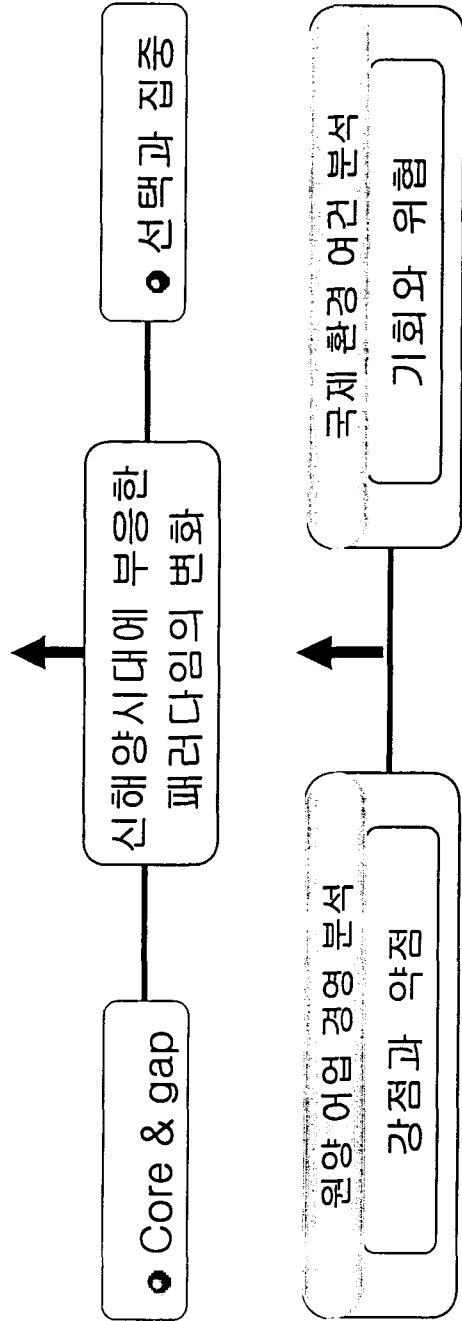 ● Core & gap
신해양시대에 부응한
패러다임의 변화
● 선택과 집중
원양 어업 경영 분석
강점과 약점
국제 환경 여건 분석
기회와 위협